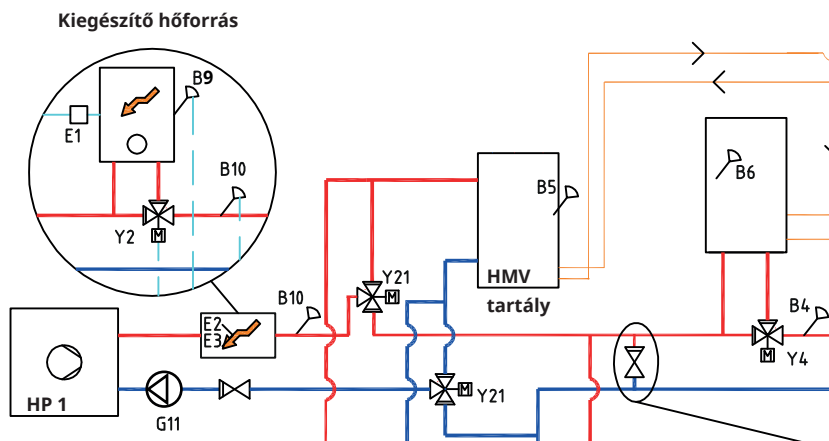 Kiegészítő hőforrás
B9
E1
B10
Y2
M
B5
B6
HMV
tartály
Y21
M
B10
E2
E3
B4
M
Y4
HP 1
G11
M
Y21